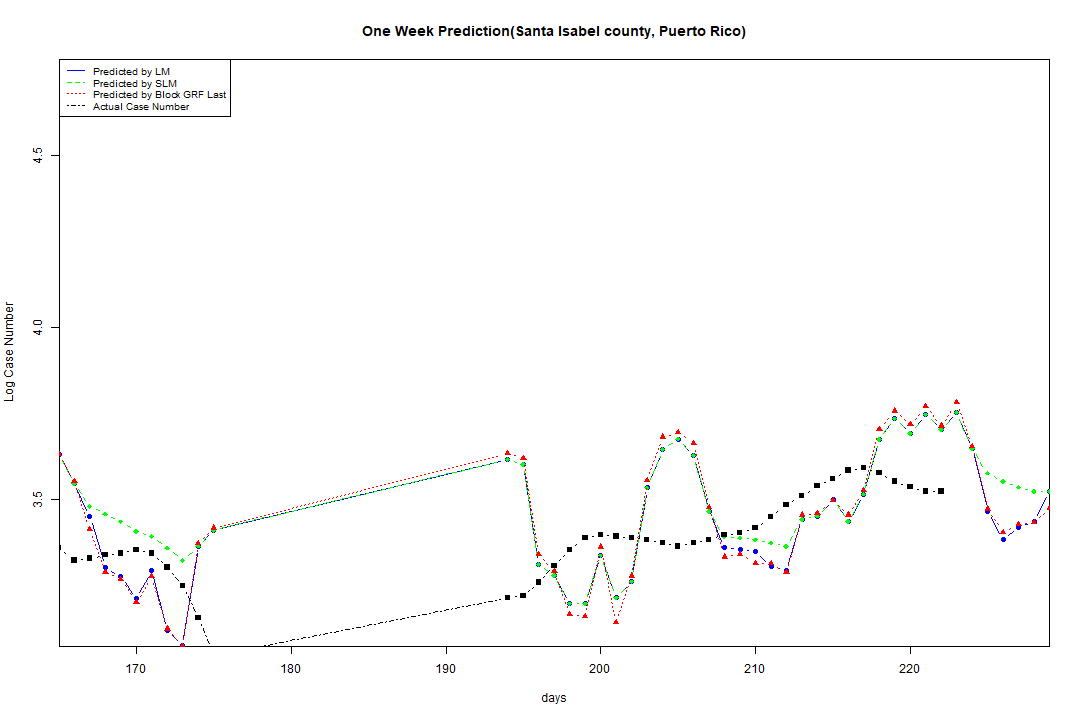 One Week Prediction(Santa Isabel county, Puerto Rico)
Predicted by LM
Predicted by SLM
Predicted by Block GRF Last
Actual Case Number
4.5
4.0
3.5
Log Case Number
170 180 190 200 210 220
days